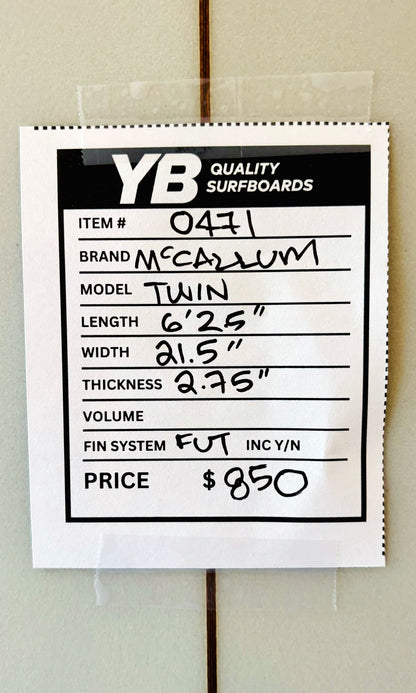 YB QUALITY SURFBOARDS
ITEM # 0471
BRAND McCALLUM
MODEL TWIN
LENGTH 6'2.5"
WIDTH 21.5"
THICKNESS 2.75"
VOLUME
FIN SYSTEM FUT INC Y/N
PRICE $ 850